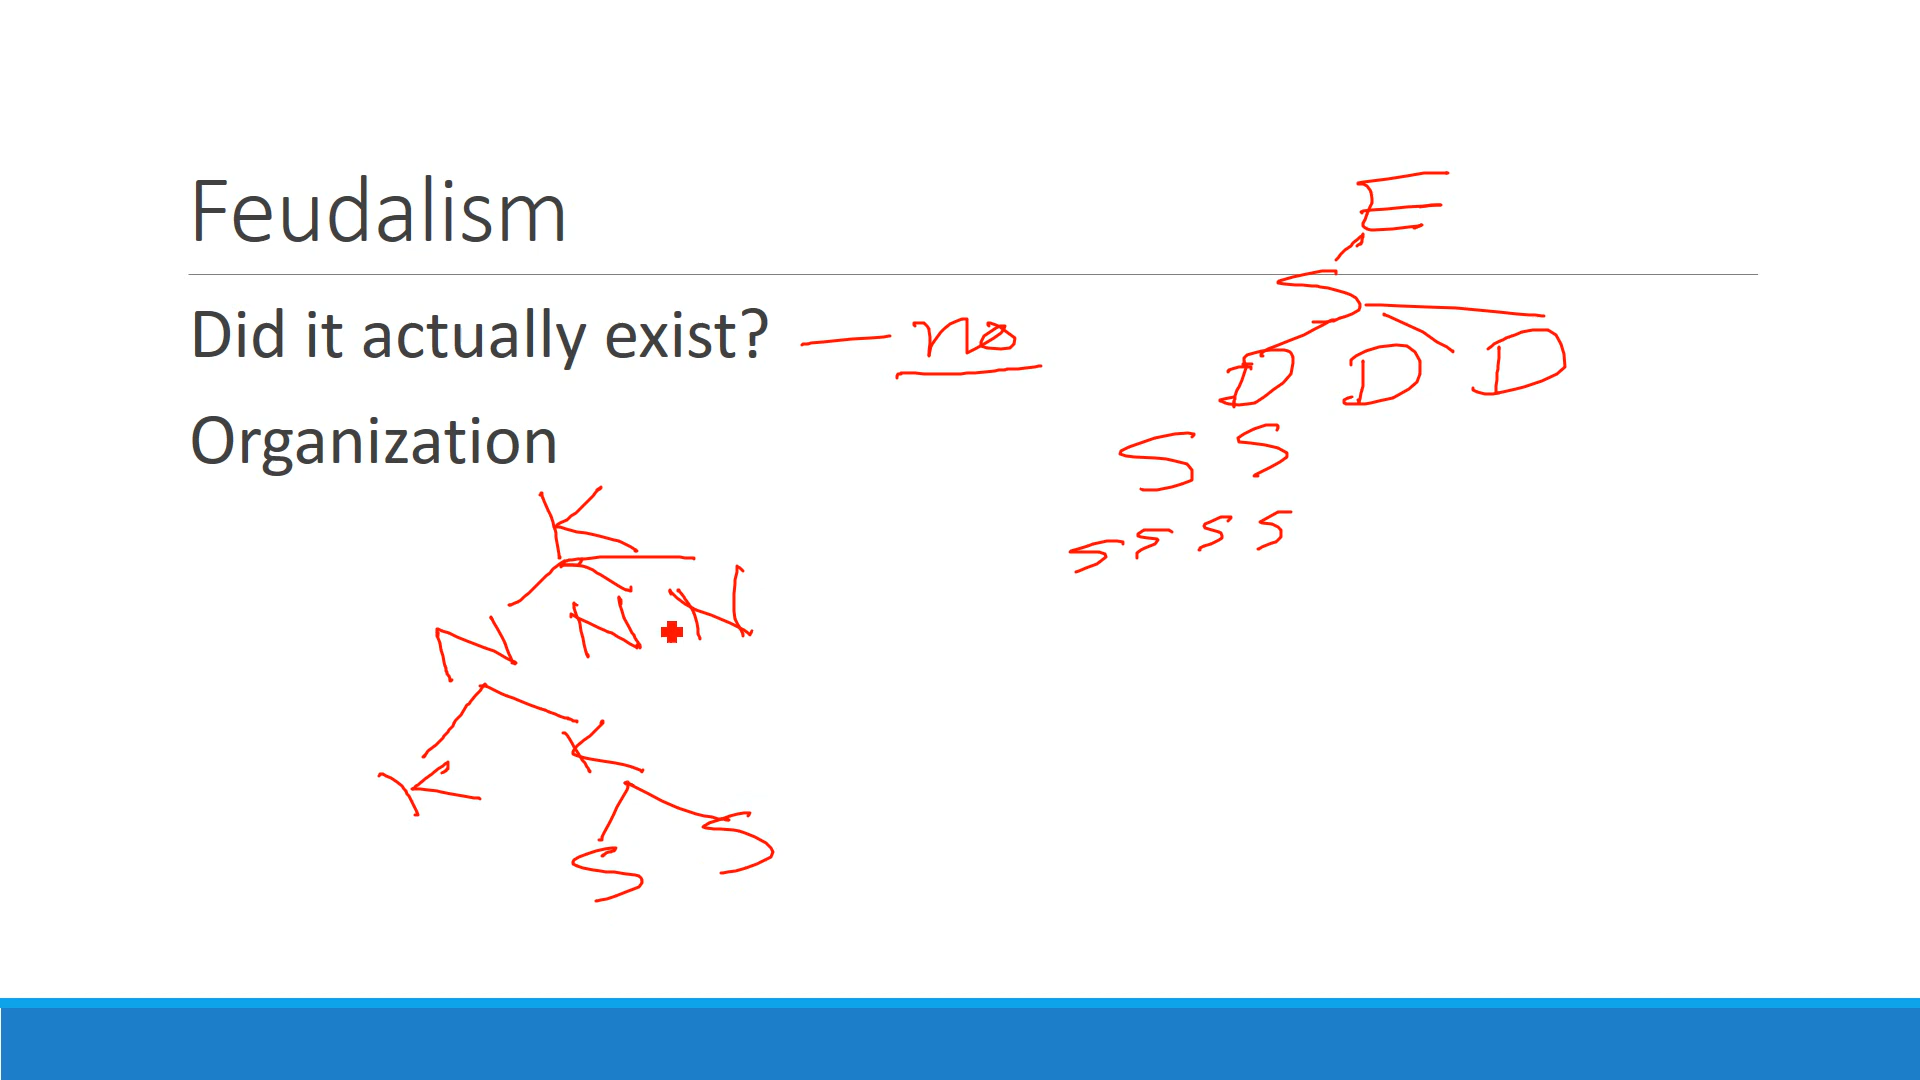 Feudalism
Did it actually exist? — no
Organization
K
N N N
K K
S S
E
S
D D D
S S
S S S S